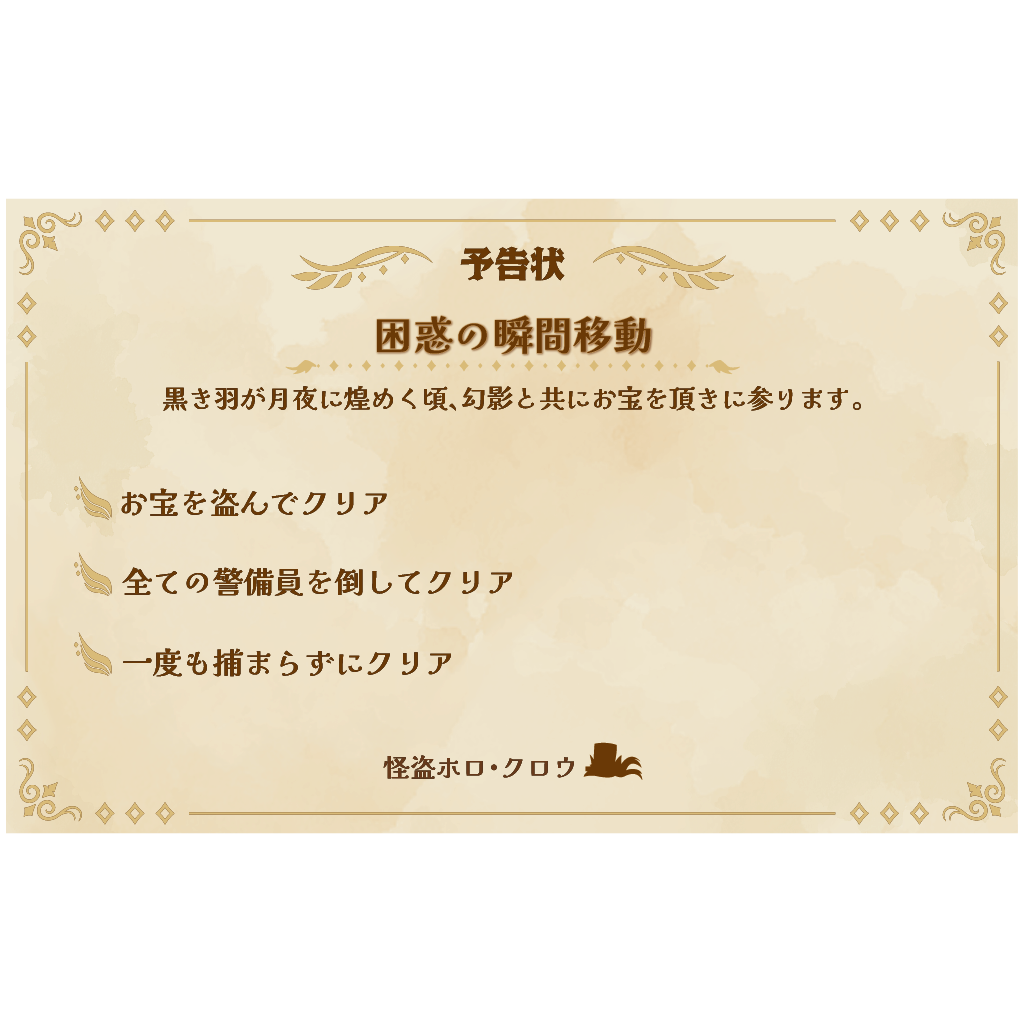 予告状
困惑の瞬間移動
黒き羽が月夜に煌めく頃、幻影と共にお宝を頂きに参ります。
お宝を盗んでクリア
全ての警備員を倒してクリア
一度も捕まらずにクリア
怪盗ホロ・クロウ